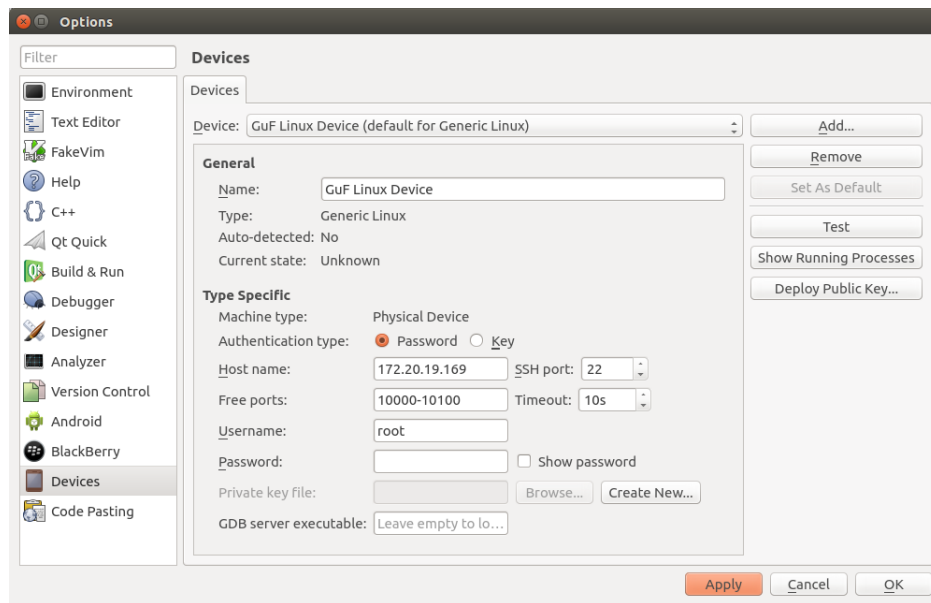 Options
Filter
Environment
Text Editor
FakeVim
Help
C++
Qt Quick
Build & Run
Debugger
Designer
Analyzer
Version Control
Android
BlackBerry
Devices
Code Pasting
Devices
Devices
Device: GuF Linux Device (default for Generic Linux)
General
Name: GuF Linux Device
Type: Generic Linux
Auto-detected: No
Current state: Unknown
Type Specific
Machine type: Physical Device
Authentication type: Password Key
Host name: 172.20.19.169 SSH port: 22
Free ports: 10000-10100 Timeout: 10s
Username: root
Password: Show password
Private key file: Browse... Create New...
GDB server executable: Leave empty to lo...
Add...
Remove
Set As Default
Test
Show Running Processes
Deploy Public Key...
Apply Cancel OK